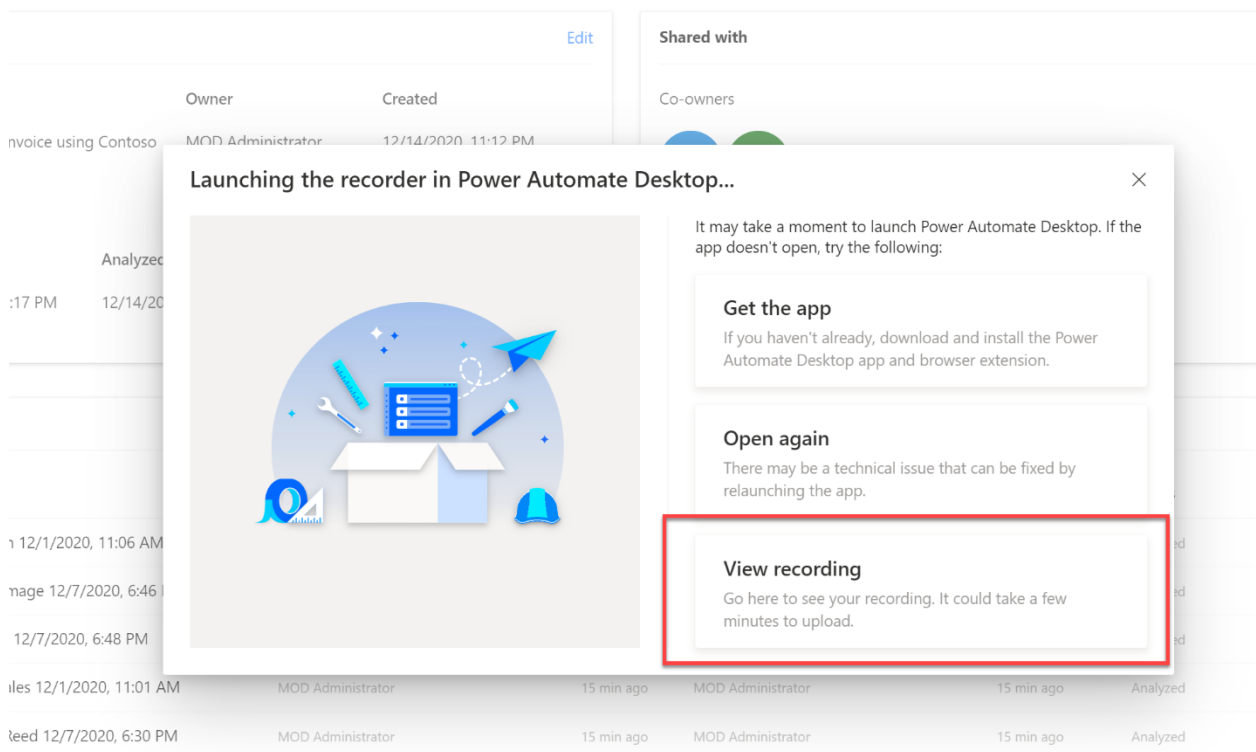 Edit
Shared with
Owner Created
Co-owners
nvoice using Contoso MOD Administrator 12/14/2020, 11:12 PM
Launching the recorder in Power Automate Desktop...
It may take a moment to launch Power Automate Desktop. If the
app doesn't open, try the following:
Analyzed
:17 PM 12/14/20
Get the app
If you haven't already, download and install the Power
Automate Desktop app and browser extension.
Open again
There may be a technical issue that can be fixed by
relaunching the app.
12/1/2020, 11:06 AM
View recording
Go here to see your recording. It could take a few
minutes to upload.
mage 12/7/2020, 6:46
12/7/2020, 6:48 PM
les 12/1/2020, 11:01 AM MOD Administrator 15 min ago MOD Administrator 15 min ago Analyzed
Reed 12/7/2020, 6:30 PM MOD Administrator 15 min ago MOD Administrator 15 min ago Analyzed